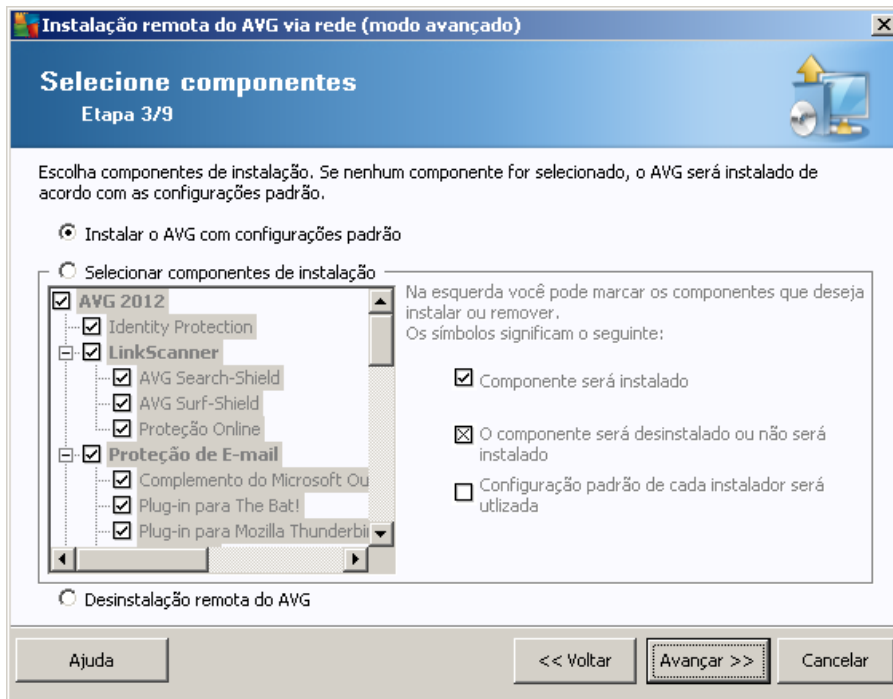 Instalação remota do AVG via rede (modo avançado)
Selecione componentes
Etapa 3/9
Escolha componentes de instalação. Se nenhum componente for selecionado, o AVG será instalado de
acordo com as configurações padrão.
Instalar o AVG com configurações padrão
Selecionar componentes de instalação
AVG 2012
Identity Protection
LinkScanner
AVG Search-Shield
AVG Surf-Shield
Proteção Online
Proteção de E-mail
Complemento do Microsoft Ou
Plug-in para The Bat!
Plug-in para Mozilla Thunderbi
Na esquerda você pode marcar os componentes que deseja
instalar ou remover.
Os símbolos significam o seguinte:
Componente será instalado
O componente será desinstalado ou não será
instalado
Configuração padrão de cada instalador será
utlizada
Desinstalação remota do AVG
Ajuda
<< Voltar
Avançar >>
Cancelar